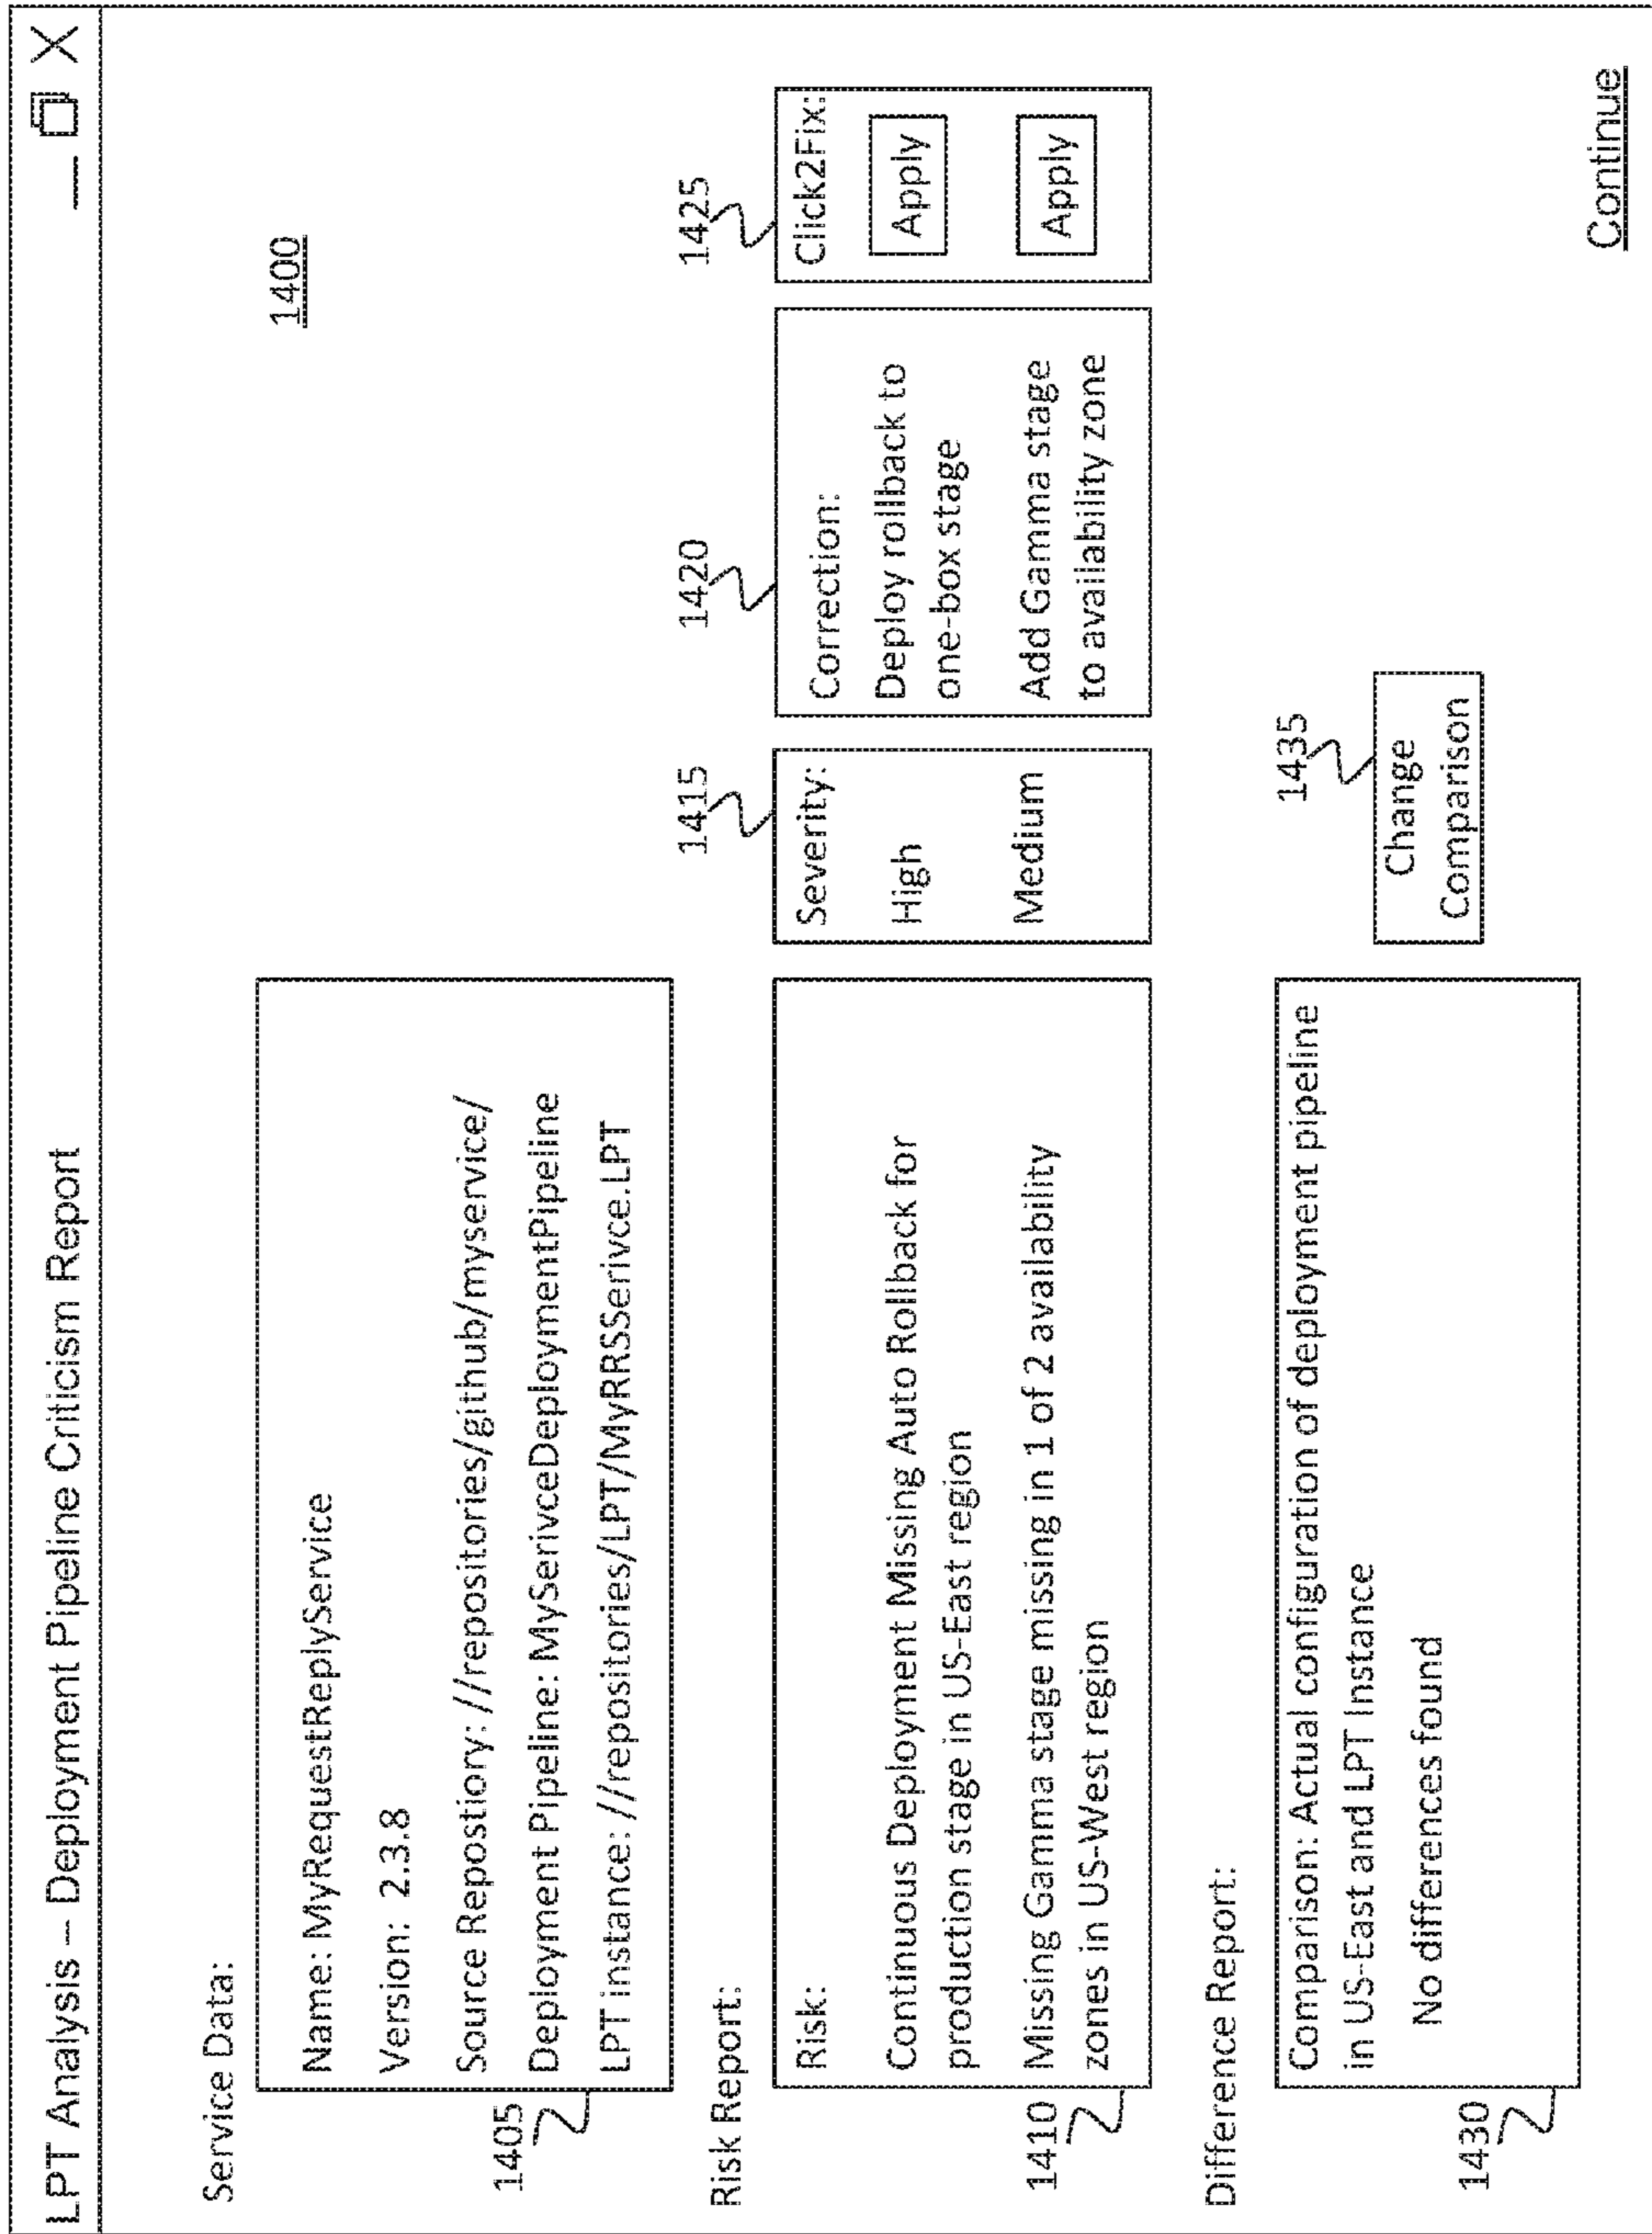 LPT Analysis – Deployment Pipeline Criticism Report
1400
Service Data:
Name: MyRequestReplyService
Version: 2.3.8
Source Repostiory: //repositories/github/myservice/
Deployment Pipeline: MySerivceDeploymentPipeline
LPT instance: //repositories/LPT/MyRRSSerivce.LPT
1405
Risk Report:
1415
1420
1425
Risk:
Continuous Deployment Missing Auto Rollback for
production stage in US-East region
Missing Gamma stage missing in 1 of 2 availability
zones in US-West region
1410
Severity:
High
Medium
Correction:
Deploy rollback to
one-box stage
Add Gamma stage
to availability zone
Click2Fix:
Apply
Apply
Difference Report:
1435
Comparison: Actual configuration of deployment pipeline
in US-East and LPT Instance
No differences found
1430
Change
Comparison
Continue